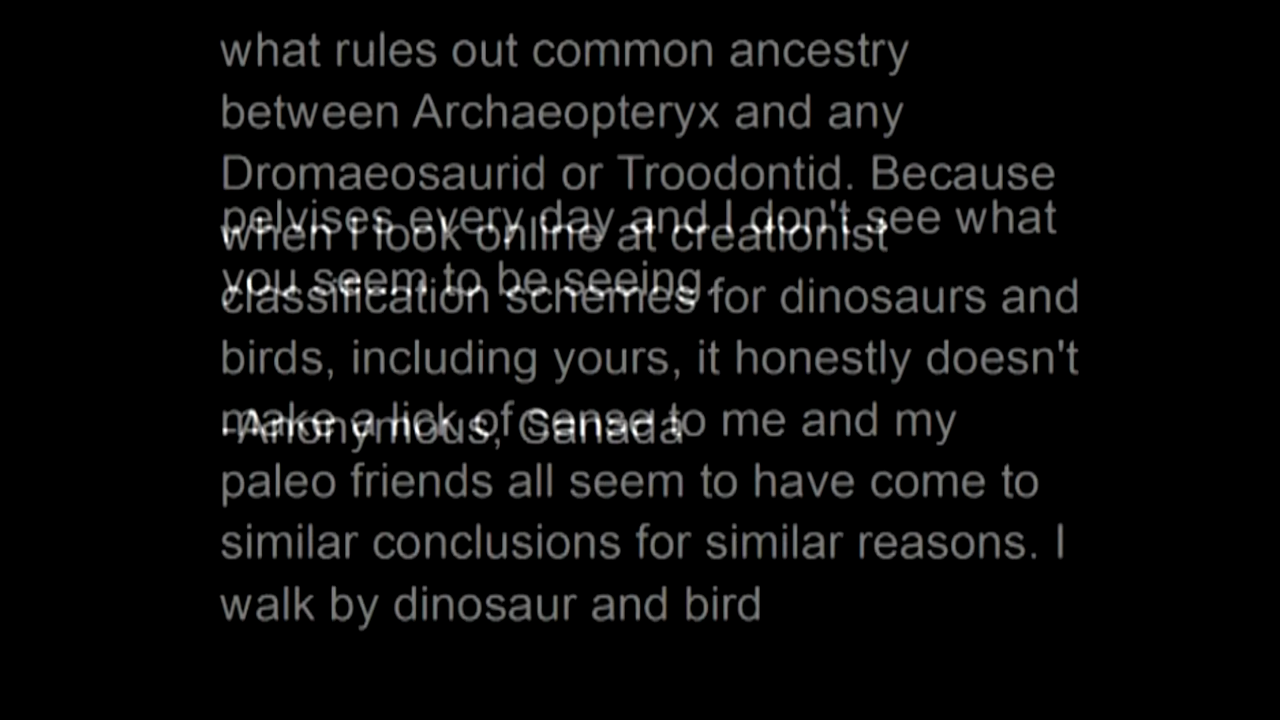 what rules out common ancestry
between Archaeopteryx and any
Dromaeosaurid or Troodontid. Because
when I look online at creationist
classification schemes for dinosaurs and
birds, including yours, it honestly doesn't
make a lick of sense to me and my
paleo friends all seem to have come to
similar conclusions for similar reasons. I
walk by dinosaur and bird
pelvises every day and I don't see what
you seem to be seeing.
-Anonymous, Canada